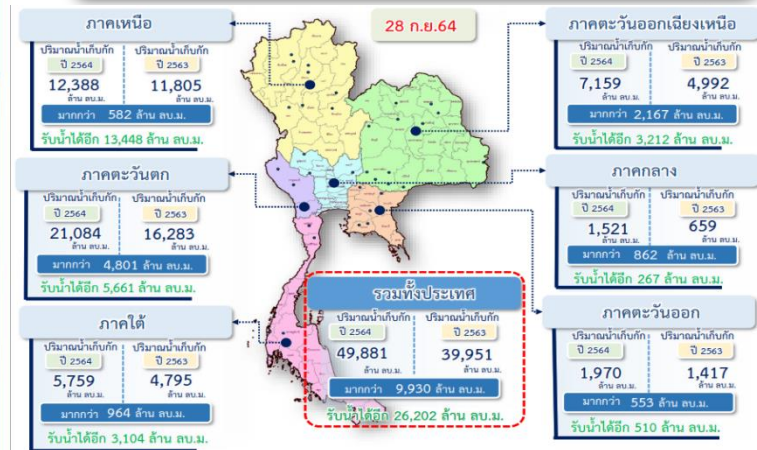 28 ก.ย.64
ภาคเหนือ
ปริมาณน้ำเก็บกัก ปริมาณน้ำเก็บกัก
ปี 2564 ปี 2563
12,388 11,805
ล้าน ลบ.ม. ล้าน ลบ.ม.
มากกว่า 582 ล้าน ลบ.ม.
รับน้ำได้อีก 13,448 ล้าน ลบ.ม.
ภาคตะวันออกเฉียงเหนือ
ปริมาณน้ำเก็บกัก ปริมาณน้ำเก็บกัก
ปี 2564 ปี 2563
7,159 4,992
ล้าน ลบ.ม. ล้าน ลบ.ม.
มากกว่า 2,167 ล้าน ลบ.ม.
รับน้ำได้อีก 3,212 ล้าน ลบ.ม.
ภาคตะวันตก
ปริมาณน้ำเก็บกัก ปริมาณน้ำเก็บกัก
ปี 2564 ปี 2563
21,084 16,283
ล้าน ลบ.ม. ล้าน ลบ.ม.
มากกว่า 4,801 ล้าน ลบ.ม.
รับน้ำได้อีก 5,661 ล้าน ลบ.ม.
ภาคกลาง
ปริมาณน้ำเก็บกัก ปริมาณน้ำเก็บกัก
ปี 2564 ปี 2563
1,521 659
ล้าน ลบ.ม. ล้าน ลบ.ม.
มากกว่า 862 ล้าน ลบ.ม.
รับน้ำได้อีก 267 ล้าน ลบ.ม.
ภาคใต้
ปริมาณน้ำเก็บกัก ปริมาณน้ำเก็บกัก
ปี 2564 ปี 2563
5,759 4,795
ล้าน ลบ.ม. ล้าน ลบ.ม.
มากกว่า 964 ล้าน ลบ.ม.
รับน้ำได้อีก 3,104 ล้าน ลบ.ม.
รวมทั้งประเทศ
ปริมาณน้ำเก็บกัก ปริมาณน้ำเก็บกัก
ปี 2564 ปี 2563
49,881 39,951
ล้าน ลบ.ม. ล้าน ลบ.ม.
มากกว่า 9,930 ล้าน ลบ.ม.
รับน้ำได้อีก 26,202 ล้าน ลบ.ม.
ภาคตะวันออก
ปริมาณน้ำเก็บกัก ปริมาณน้ำเก็บกัก
ปี 2564 ปี 2563
1,970 1,417
ล้าน ลบ.ม. ล้าน ลบ.ม.
มากกว่า 553 ล้าน ลบ.ม.
รับน้ำได้อีก 510 ล้าน ลบ.ม.